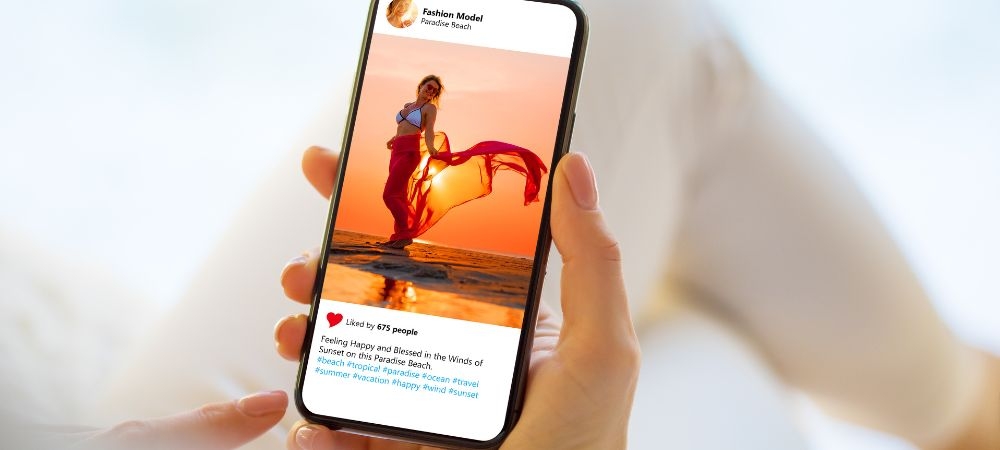 Fashion Model
Paradise Beach
Liked by 675 people
Feeling Happy and Blessed in the Winds of
Sunset on this Paradise Beach.
#beach #tropical #paradise #ocean #travel
#summer #vacation #happy #wind #sunset